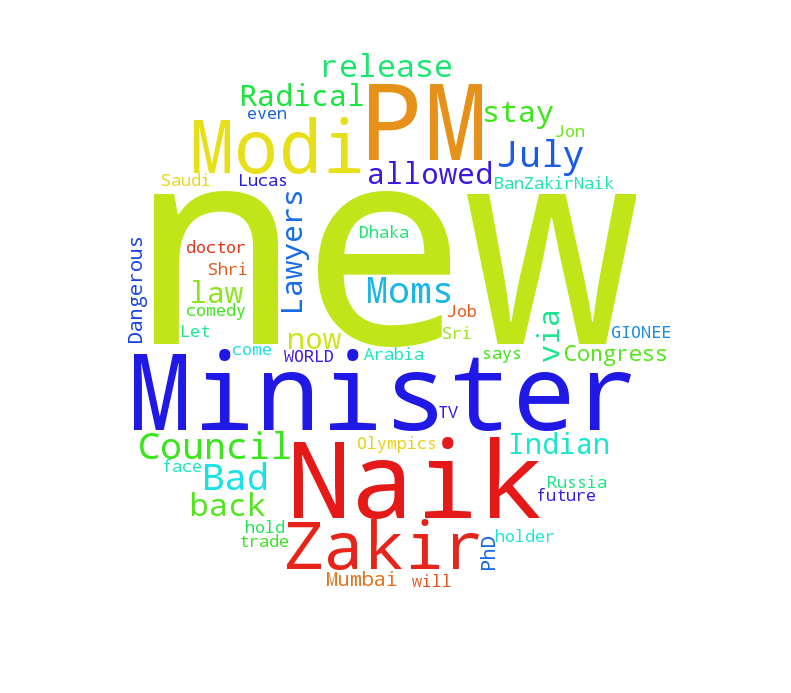 release
Radical
PM
even
stay
Modi
Jon
July
allowed
Saudi
Lucas
BanZakirNaik
new
Lawyers
Dhaka
doctor
Dangerous
Shri
law
Moms
comedy
Job
via
Let
now
Sri
GIONEE
come
WORLD
Arabia
says
Congress
Minister
TV
Council
Olympics
Indian
Naik
face
Bad
Russia
back
future
hold
Zakir
trade
PhD
holder
Mumbai
will